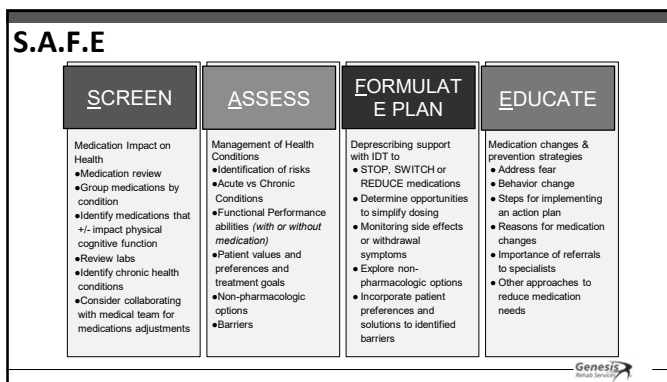 S.A.F.E
SCREEN
Medication Impact on
Health
●Medication review
●Group medications by
condition
●Identify medications that
+/- impact physical
cognitive function
●Review labs
●Identify chronic health
conditions
●Consider collaborating
with medical team for
medications adjustments
ASSESS
Management of Health
Conditions
●Identification of risks
●Acute vs Chronic
Conditions
●Functional Performance
abilities (with or without
medication)
●Patient values and
preferences and
treatment goals
●Non-pharmacologic
options
●Barriers
FORMULAT
E PLAN
Deprescribing support
with IDT to
● STOP, SWITCH or
REDUCE medications
● Determine opportunities
to simplify dosing
● Monitoring side effects
or withdrawal
symptoms
● Explore non-
pharmacologic options
● Incorporate patient
preferences and
solutions to identified
barriers
EDUCATE
Medication changes &
prevention strategies
● Address fear
● Behavior change
● Steps for implementing
an action plan
● Reasons for medication
changes
● Importance of referrals
to specialists
● Other approaches to
reduce medication
needs
Genesis
Rehab Services